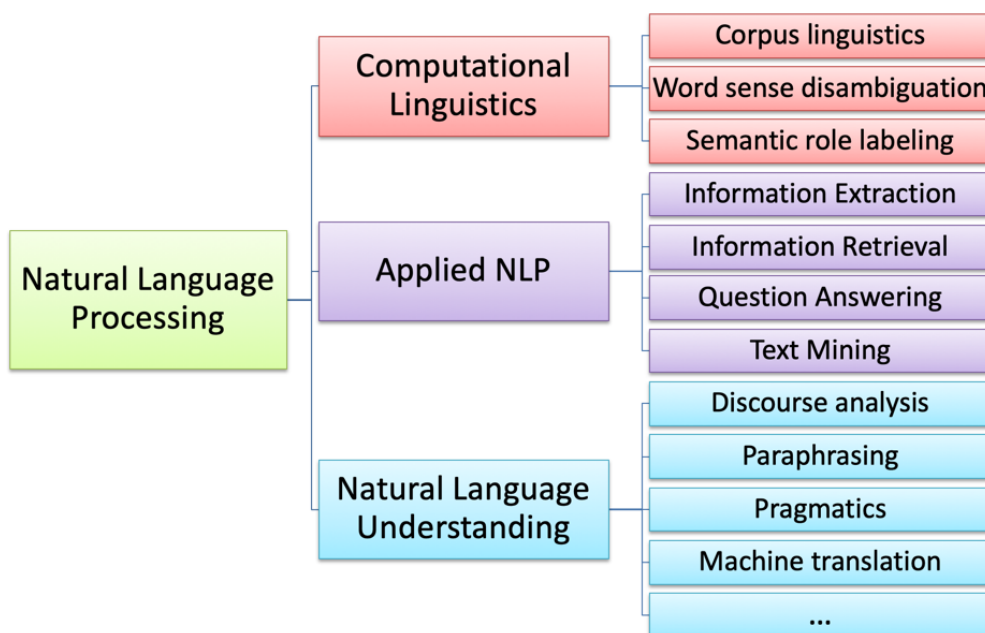 Natural Language
Processing
Computational
Linguistics
Corpus linguistics
Word sense disambiguation
Semantic role labeling
Applied NLP
Information Extraction
Information Retrieval
Question Answering
Text Mining
Natural Language
Understanding
Discourse analysis
Paraphrasing
Pragmatics
Machine translation
...